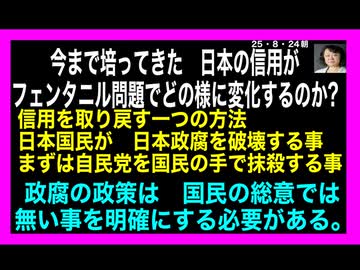 25・8・24朝
今まで培ってきた　日本の信用が
フェンタニル問題でどの様に変化するのか?
信用を取り戻す一つの方法
日本国民が　日本政腐を破壊する事
まずは自民党を国民の手で抹殺する事
政腐の政策は　国民の総意では
無い事を明確にする必要がある。